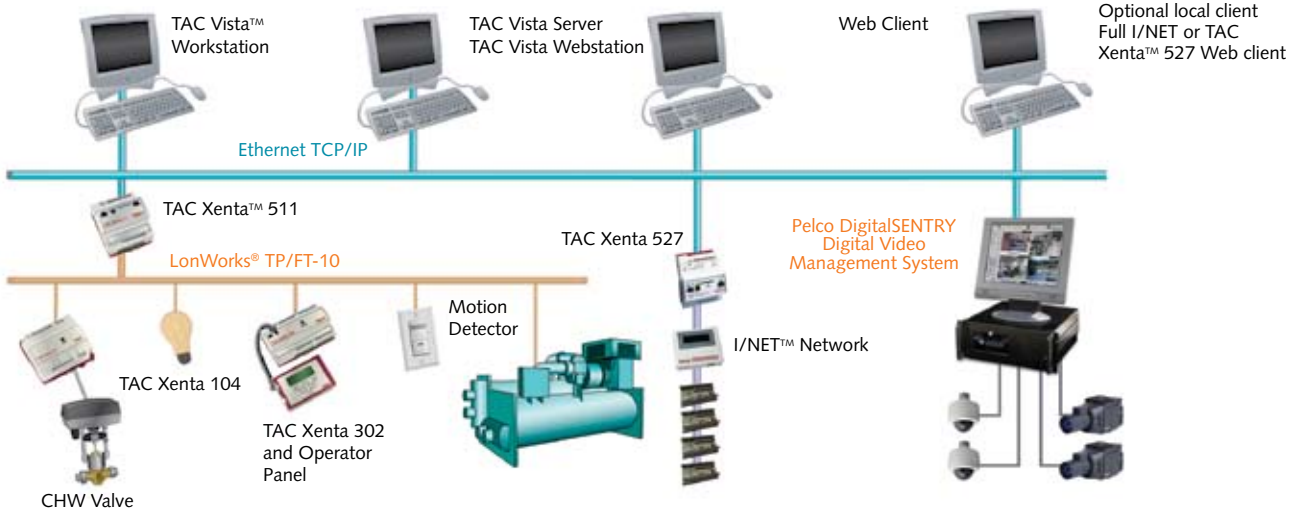 TAC Vista™
Workstation
TAC Vista Server
TAC Vista Webstation
Web Client
Optional local client
Full I/NET or TAC
Xenta™ 527 Web client
Ethernet TCP/IP
TAC Xenta™ 511
LonWorks® TP/FT-10
TAC Xenta 527
Pelco DigitalSENTRY
Digital Video
Management System
Motion
Detector
I/NET™ Network
TAC Xenta 104
TAC Xenta 302
and Operator
Panel
CHW Valve